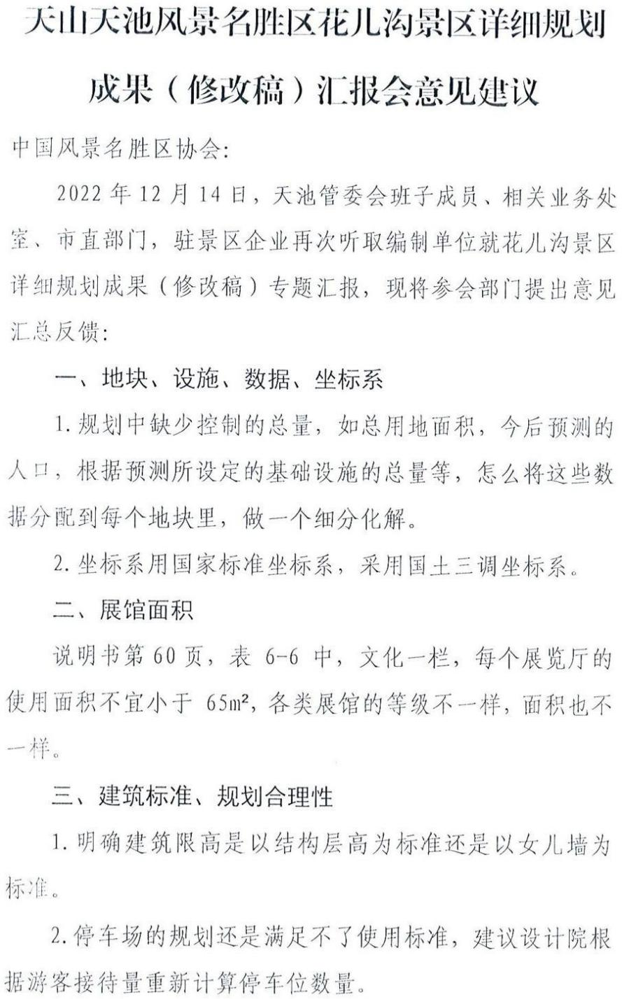 天山天池风景名胜区花儿沟景区详细规划
成果（修改稿）汇报会意见建议
中国风景名胜区协会：
2022 年 12 月 14 日，天池管委会班子成员、相关业务处
室、市直部门，驻景区企业再次听取编制单位就花儿沟景区
详细规划成果（修改稿）专题汇报，现将参会部门提出意见
汇总反馈：
一、地块、设施、数据、坐标系
1.规划中缺少控制的总量，如总用地面积，今后预测的
人口，根据预测所设定的基础设施的总量等，怎么将这些数
据分配到每个地块里，做一个细分化解。
2.坐标系用国家标准坐标系，采用国土三调坐标系。
二、展馆面积
说明书第 60 页，表 6-6 中，文化一栏，每个展览厅的
使用面积不宜小于 65m²，各类展馆的等级不一样，面积也不
一样。
三、建筑标准、规划合理性
1.明确建筑限高是以结构层高为标准还是以女儿墙为
标准。
2.停车场的规划还是满足不了使用标准，建议设计院根
据游客接待量重新计算停车位数量。